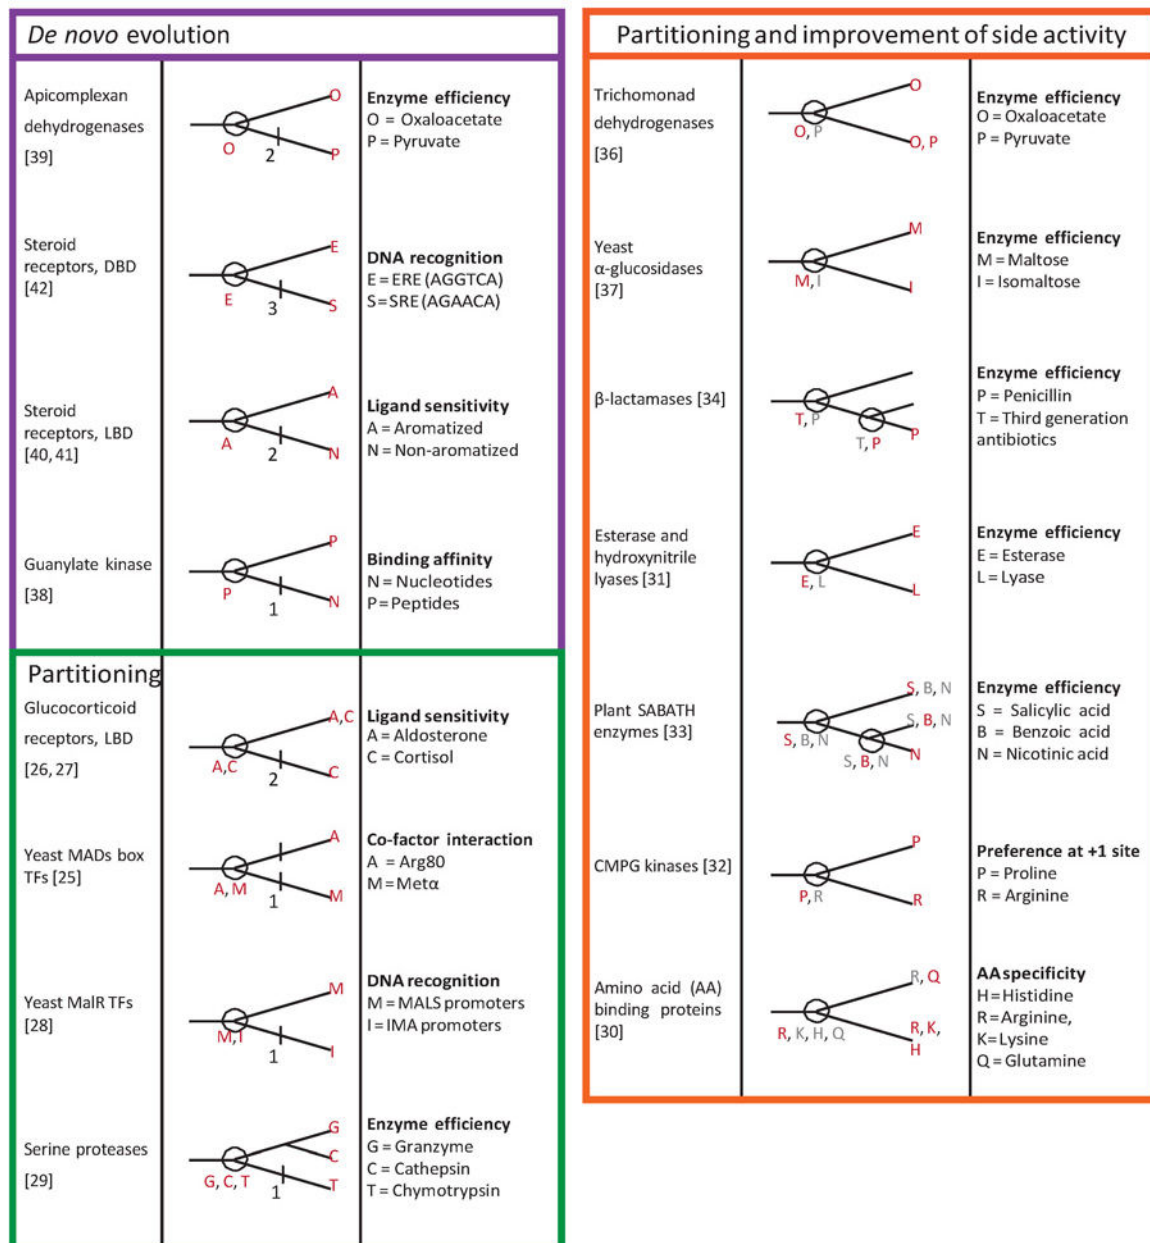 De novo evolution
Apicomplexan
dehydrogenases
[39]
O
O
2
P
Enzyme efficiency
O = Oxaloacetate
P = Pyruvate
Steroid
receptors, DBD
[42]
E
E
3
S
DNA recognition
E = ERE (AGGTCA)
S = SRE (AGAACA)
Steroid
receptors, LBD
[40, 41]
A
A
2
N
Ligand sensitivity
A = Aromatized
N = Non-aromatized
Guanylate kinase
[38]
P
P
1
N
Binding affinity
N = Nucleotides
P = Peptides
Partitioning
Glucocorticoid
receptors, LBD
[26, 27]
A,C
A,C
2
C
Ligand sensitivity
A = Aldosterone
C = Cortisol
Yeast MADs box
TFs [25]
A
A, M
1
M
Co-factor interaction
A = Arg80
M = Metα
Yeast MalR TFs
[28]
M
M,I
1
I
DNA recognition
M = MALS promoters
I = IMA promoters
Serine proteases
[29]
G
C
G, C, T
1
T
Enzyme efficiency
G = Granzyme
C = Cathepsin
T = Chymotrypsin
Partitioning and improvement of side activity
Trichomonad
dehydrogenases
[36]
O
O, P
O, P
Enzyme efficiency
O = Oxaloacetate
P = Pyruvate
Yeast
α-glucosidases
[37]
M
M, I
I
Enzyme efficiency
M = Maltose
I = Isomaltose
β-lactamases [34]
T, P
T, P
P
Enzyme efficiency
P = Penicillin
T = Third generation
antibiotics
Esterase and
hydroxynitrile
lyases [31]
E
E, L
L
Enzyme efficiency
E = Esterase
L = Lyase
Plant SABATH
enzymes [33]
S, B, N
S, B, N
S, B, N
S, B, N
N
Enzyme efficiency
S = Salicylic acid
B = Benzoic acid
N = Nicotinic acid
CMPG kinases [32]
P
P, R
R
Preference at +1 site
P = Proline
R = Arginine
Amino acid (AA)
binding proteins
[30]
R, Q
R, K, H, Q
R, K,
H
AA specificity
H = Histidine
R = Arginine,
K= Lysine
Q = Glutamine